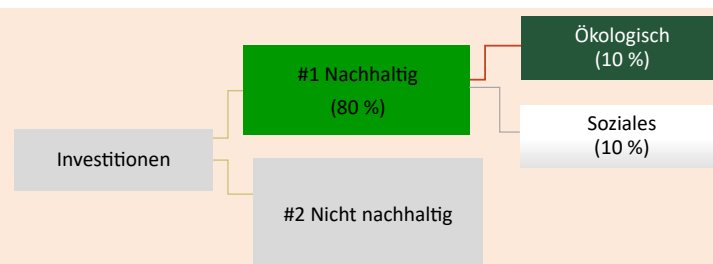 Investitionen
#1 Nachhaltig
(80 %)
#2 Nicht nachhaltig
Ökologisch
(10 %)
Soziales
(10 %)